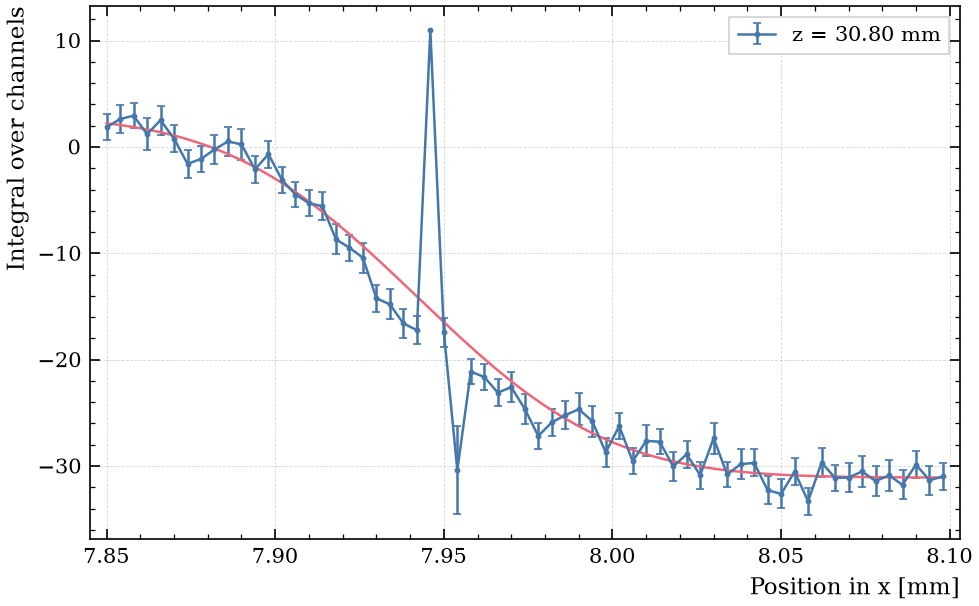 Integral over channels
10
0
−10
−20
−30
z = 30.80 mm
7.85 7.90 7.95 8.00 8.05 8.10
Position in x [mm]